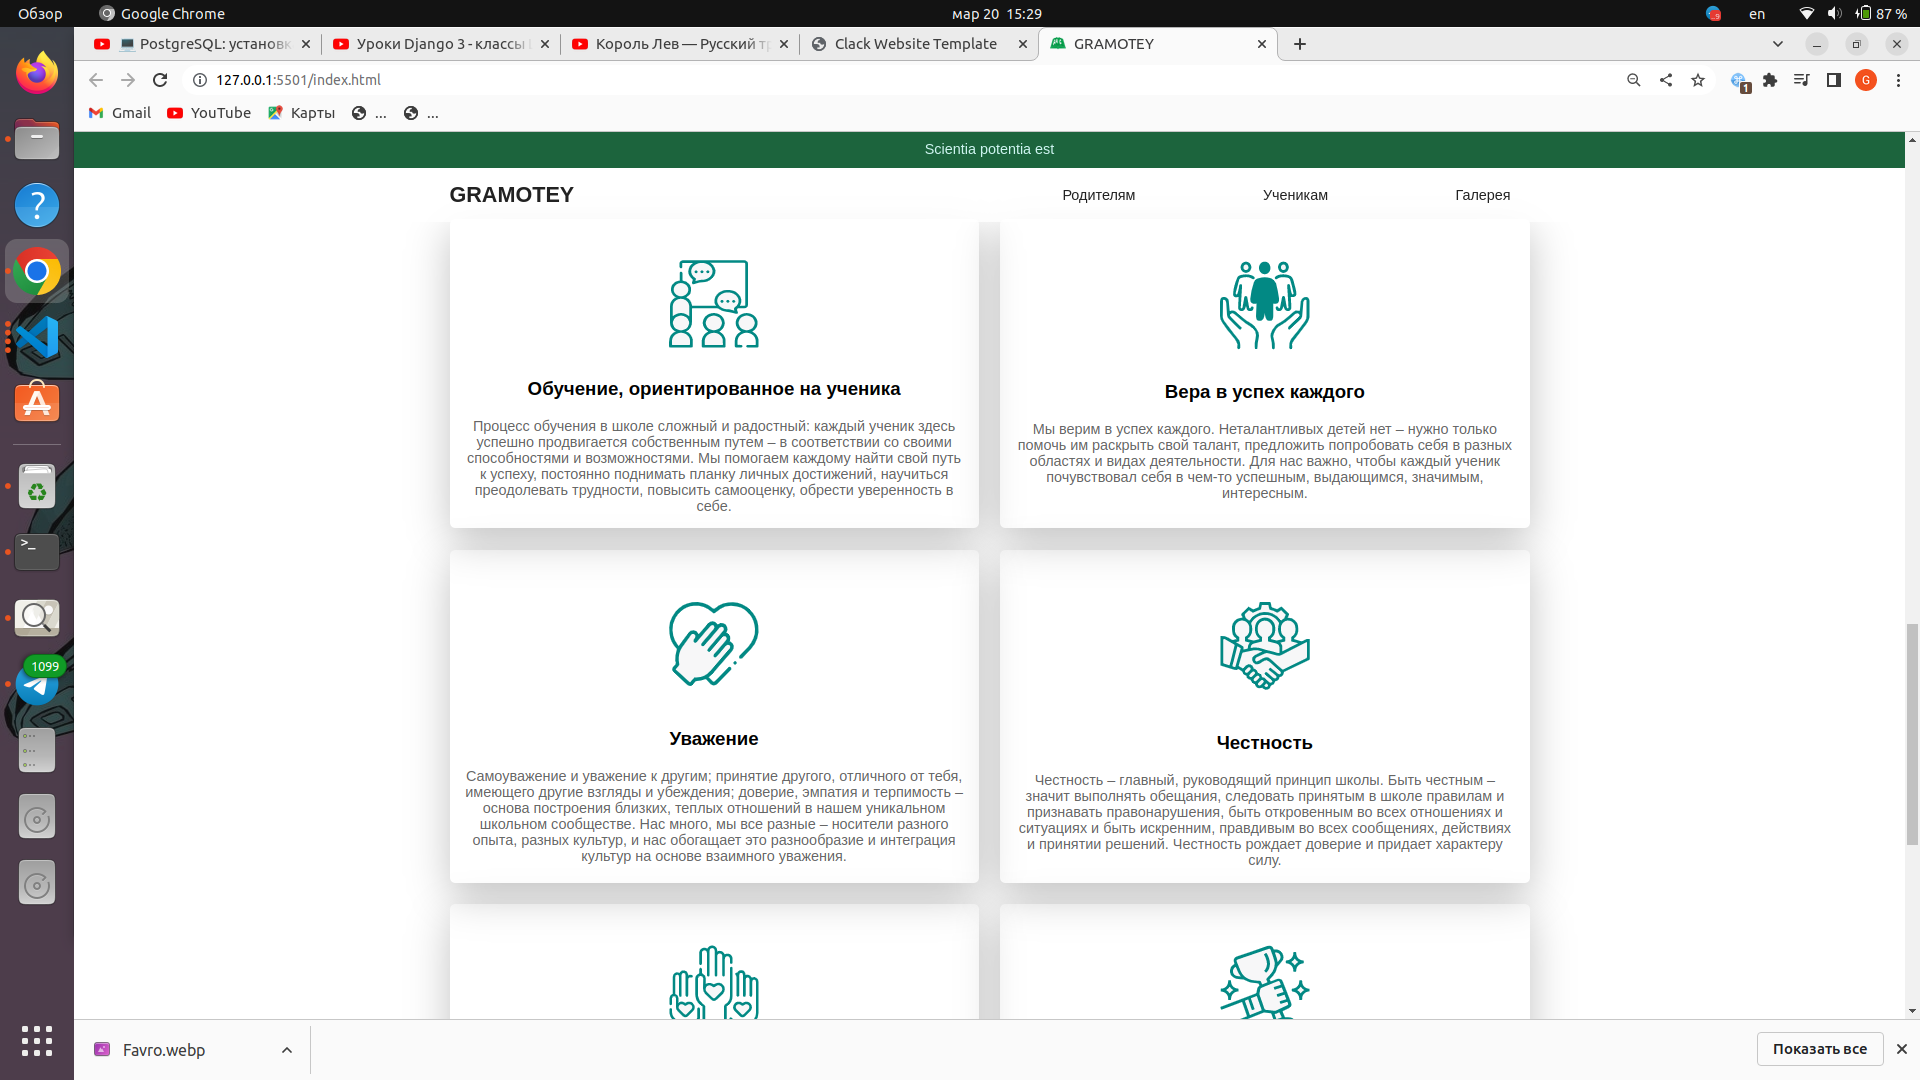 Обзор
Google Chrome
мар 20 15:29
en
87 %
PostgreSQL: установк
Уроки Django 3 - классы
Король Лев — Русский тр
Clack Website Template
GRAMOTEY
127.0.0.1:5501/index.html
1
G
Gmail
YouTube
Карты
...
...
Scientia potentia est
GRAMOTEY
Родителям
Ученикам
Галерея
Обучение, ориентированное на ученика
Процесс обучения в школе сложный и радостный: каждый ученик здесь
успешно продвигается собственным путем – в соответствии со своими
способностями и возможностями. Мы помогаем каждому найти свой путь
к успеху, постоянно поднимать планку личных достижений, научиться
преодолевать трудности, повысить самооценку, обрести уверенность в
себе.
Вера в успех каждого
Мы верим в успех каждого. Неталантливых детей нет – нужно только
помочь им раскрыть свой талант, предложить попробовать себя в разных
областях и видах деятельности. Для нас важно, чтобы каждый ученик
почувствовал себя в чем-то успешным, выдающимся, значимым,
интересным.
Уважение
Самоуважение и уважение к другим; принятие другого, отличного от тебя,
имеющего другие взгляды и убеждения; доверие, эмпатия и терпимость –
основа построения близких, теплых отношений в нашем уникальном
школьном сообществе. Нас много, мы все разные – носители разного
опыта, разных культур, и нас обогащает это разнообразие и интеграция
культур на основе взаимного уважения.
Честность
Честность – главный, руководящий принцип школы. Быть честным –
значит выполнять обещания, следовать принятым в школе правилам и
признавать правонарушения, быть откровенным во всех отношениях и
ситуациях и быть искренним, правдивым во всех сообщениях, действиях
и принятии решений. Честность рождает доверие и придает характеру
силу.
1099
Favro.webp
Показать все